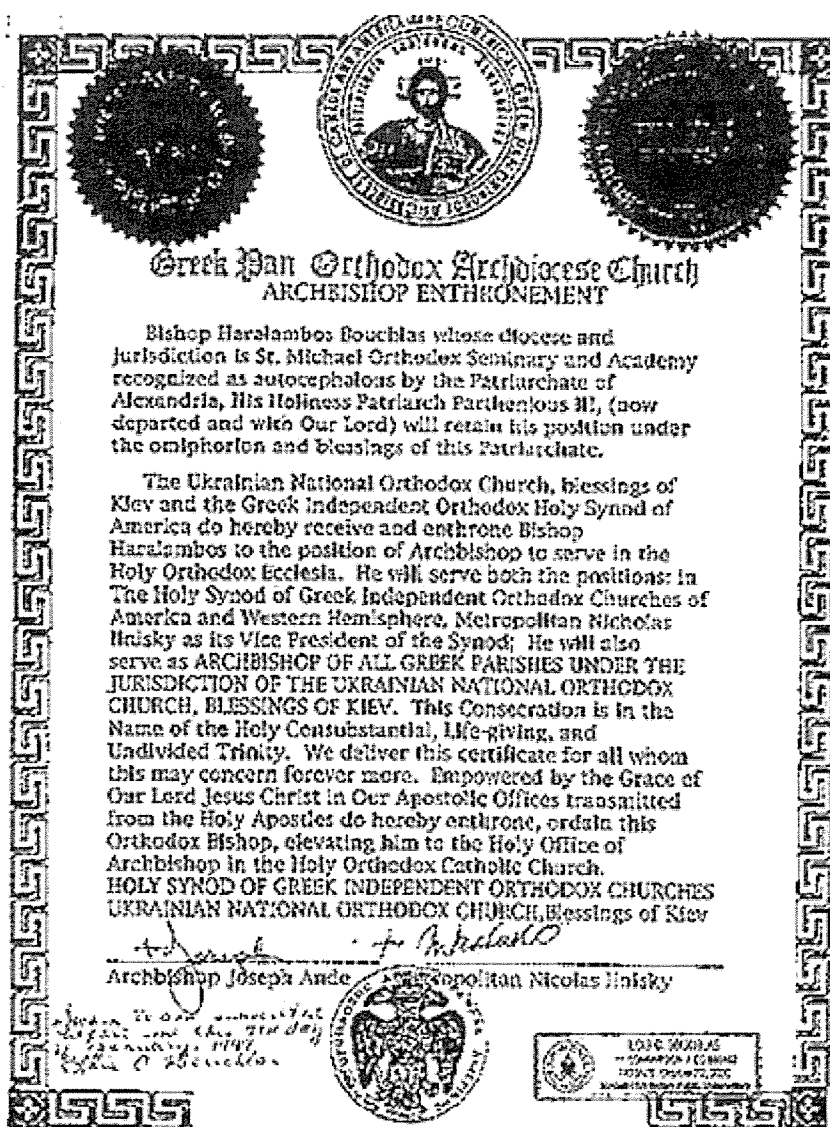 Greek Pan Orthodox Archdiocese Church
ARCHBISHOP ENTHRONEMENT
Bishop Haralambos Bouchlas whose diocese and
jurisdiction is St. Michael Orthodox Seminary and Academy
recognized as autocephalous by the Patriarchate of
Alexandria, His Holiness Patriarch Parthenious III, (now
departed and with Our Lord) will retain his position under
the omiphorion and blessings of this Patriarchate.
The Ukrainian National Orthodox Church, blessings of
Kiev and the Greek Independent Orthodox Holy Synod of
America do hereby receive and enthrone Bishop
Haralambos to the position of Archbishop to serve in the
Holy Orthodox Ecclesia. He will serve both the positions: in
The Holy Synod of Greek Independent Orthodox Churches of
America and Western Hemisphere, Metropolitan Nicholas
Ilnisky as its Vice President of the Synod; He will also
serve as ARCHBISHOP OF ALL GREEK PARISHES UNDER THE
JURISDICTION OF THE UKRAINIAN NATIONAL ORTHODOX
CHURCH, BLESSINGS OF KIEV. This Consecration is in the
Name of the Holy Consubstantial, Life-giving, and
Undivided Trinity. We deliver this certificate for all whom
this may concern forever more. Empowered by the Grace of
Our Lord Jesus Christ in Our Apostolic Offices transmitted
from the Holy Apostles do hereby enthrone, ordain this
Orthodox Bishop, elevating him to the Holy Office of
Archbishop in the Holy Orthodox Catholic Church.
HOLY SYNOD OF GREEK INDEPENDENT ORTHODOX CHURCHES
UKRAINIAN NATIONAL ORTHODOX CHURCH, Blessings of Kiev
Archbishop Joseph Ande Metropolitan Nicolas Ilnisky
before me this day
1997